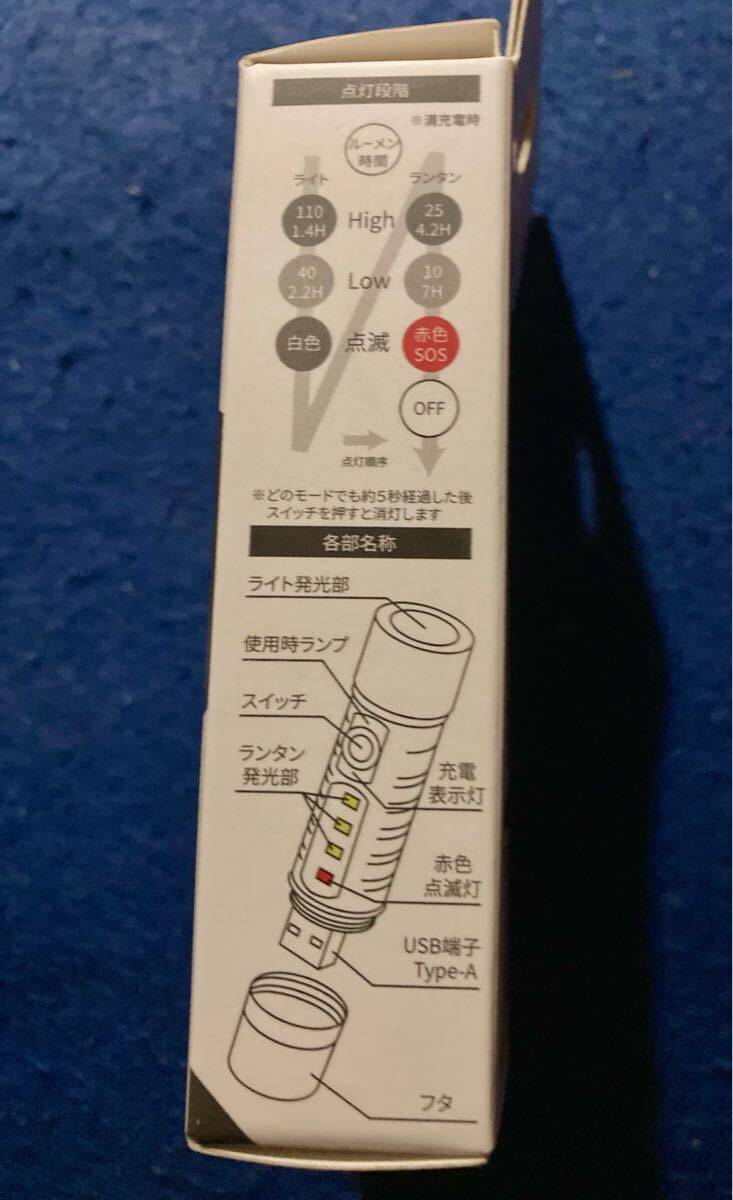 点灯段階
※満充電時
ルーメン
時間
ライト
ランタン
110
1.4H
High
25
4.2H
40
2.2H
Low
10
7H
白色
点滅
赤色
SOS
OFF
点灯順序
※どのモードでも約5秒経過した後
スイッチを押すと消灯します
各部名称
ライト発光部
使用時ランプ
スイッチ
ランタン
発光部
充電
表示灯
赤色
点滅灯
USB端子
Type-A
フタ